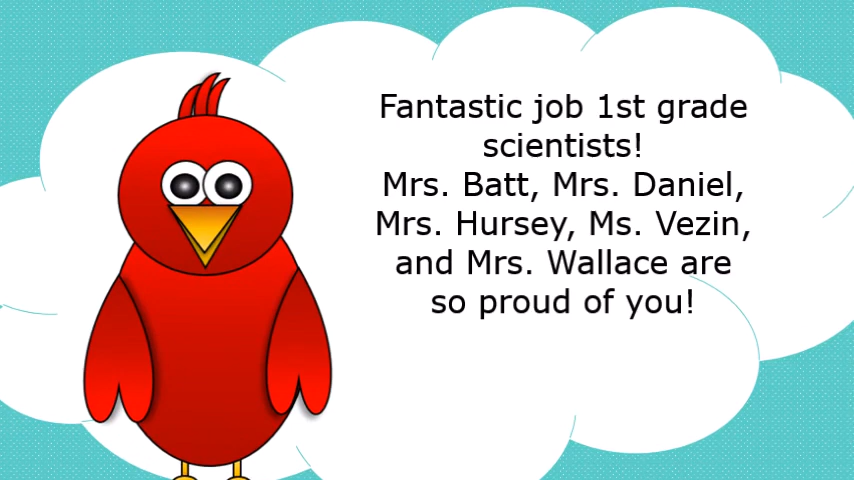 Fantastic job 1st grade
scientists!
Mrs. Batt, Mrs. Daniel,
Mrs. Hursey, Ms. Vezin,
and Mrs. Wallace are
so proud of you!